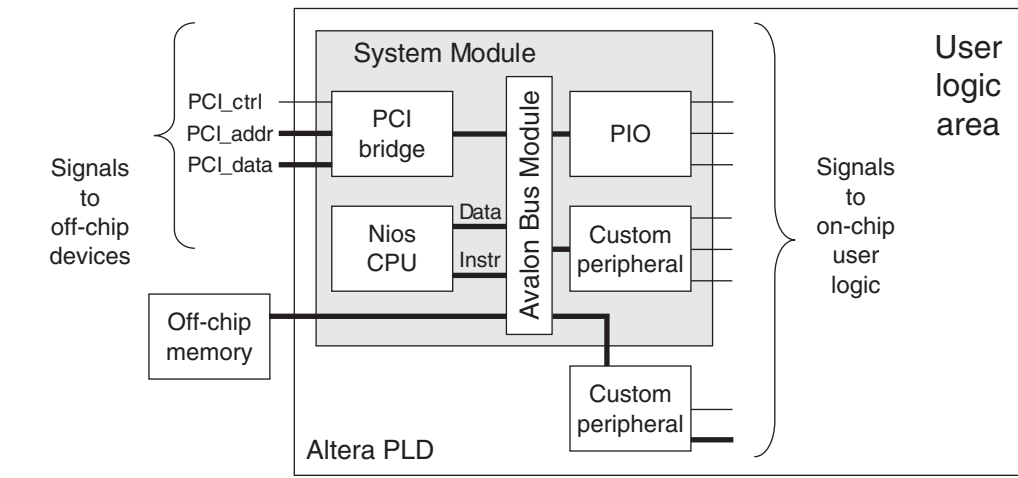 System Module
User
logic
area
PCI_ctrl
PCI_addr
PCI_data
PCI
bridge
Avalon Bus Module
PIO
Signals
to
off-chip
devices
Data
Instr
Nios
CPU
Custom
peripheral
Signals
to
on-chip
user
logic
Off-chip
memory
Custom
peripheral
Altera PLD